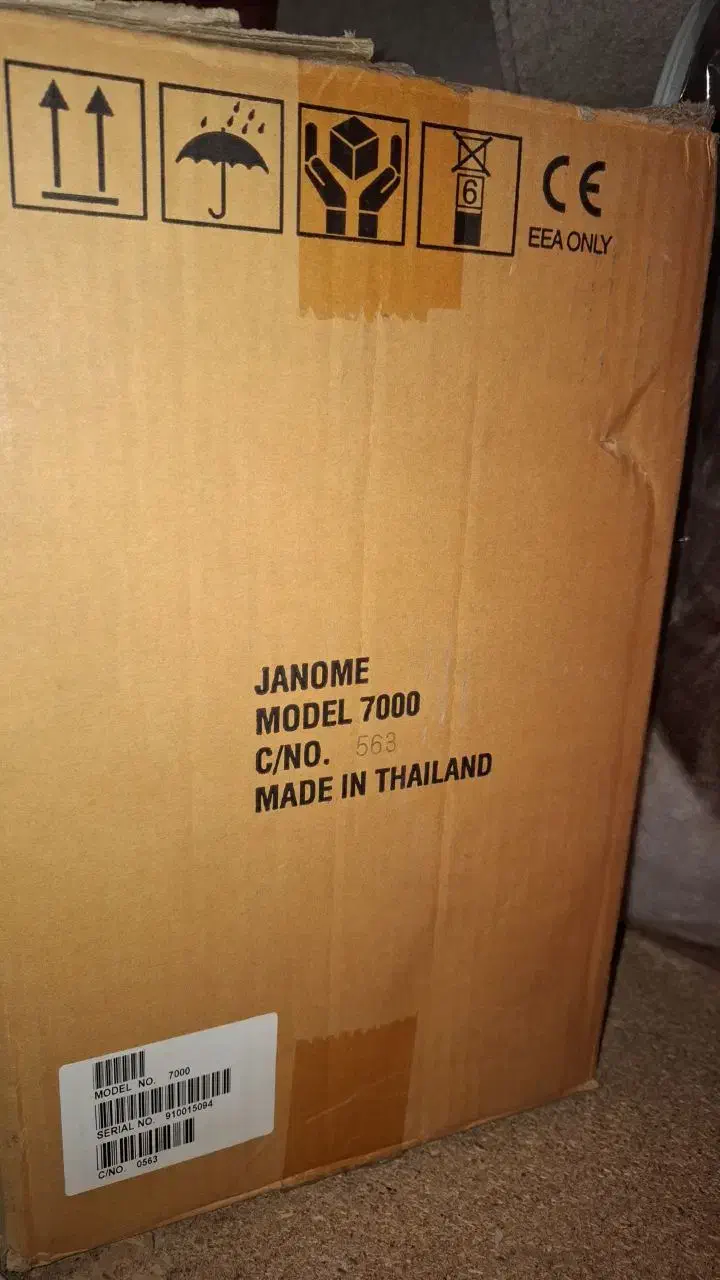 6
CE
EEA ONLY
JANOME
MODEL 7000
C/NO. 563
MADE IN THAILAND
MODEL NO. 7000
SERIAL NO. 910015094
C/NO. 0563